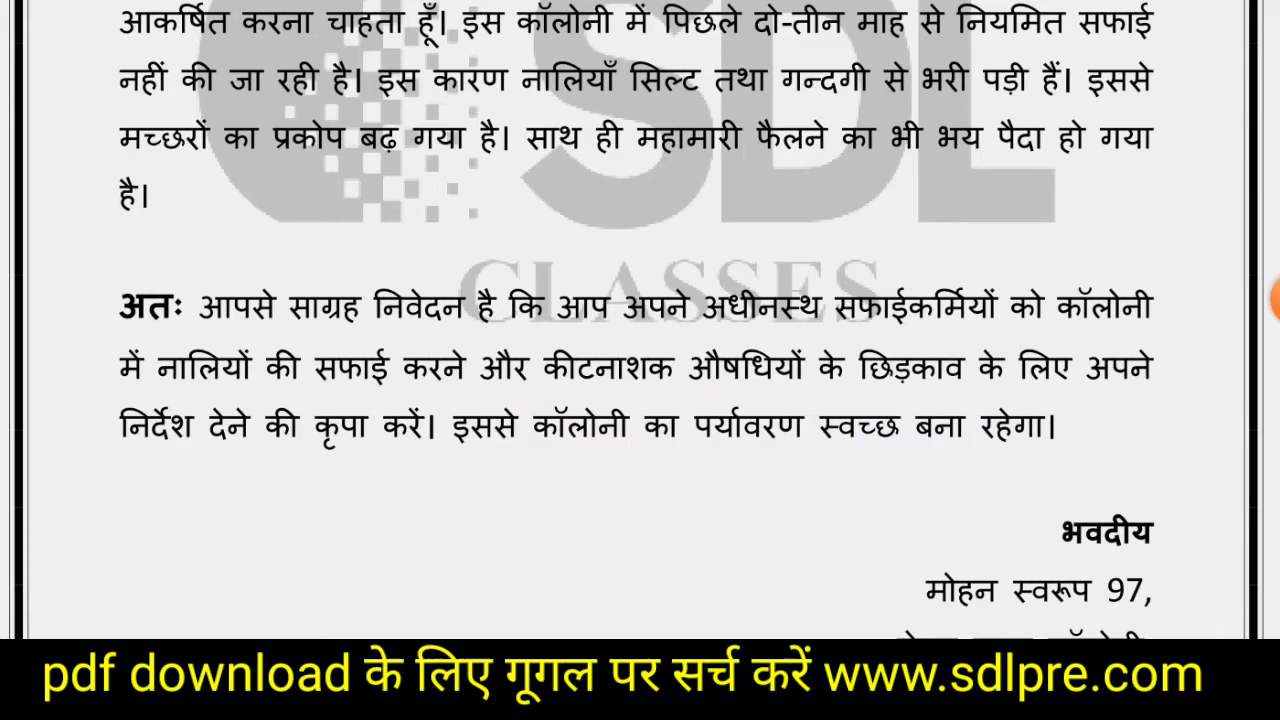 आकर्षित करना चाहता हूँ। इस कॉलोनी में पिछले दो-तीन माह से नियमित सफाई
नहीं की जा रही है। इस कारण नालियाँ सिल्ट तथा गन्दगी से भरी पड़ी हैं। इससे
मच्छरों का प्रकोप बढ़ गया है। साथ ही महामारी फैलने का भी भय पैदा हो गया
है।
SDL
CLASSES
अतः आपसे साग्रह निवेदन है कि आप अपने अधीनस्थ सफाईकर्मियों को कॉलोनी
में नालियों की सफाई करने और कीटनाशक औषधियों के छिड़काव के लिए अपने
निर्देश देने की कृपा करें। इससे कॉलोनी का पर्यावरण स्वच्छ बना रहेगा।
भवदीय
मोहन स्वरूप 97,
pdf download के लिए गूगल पर सर्च करें www.sdlpre.com